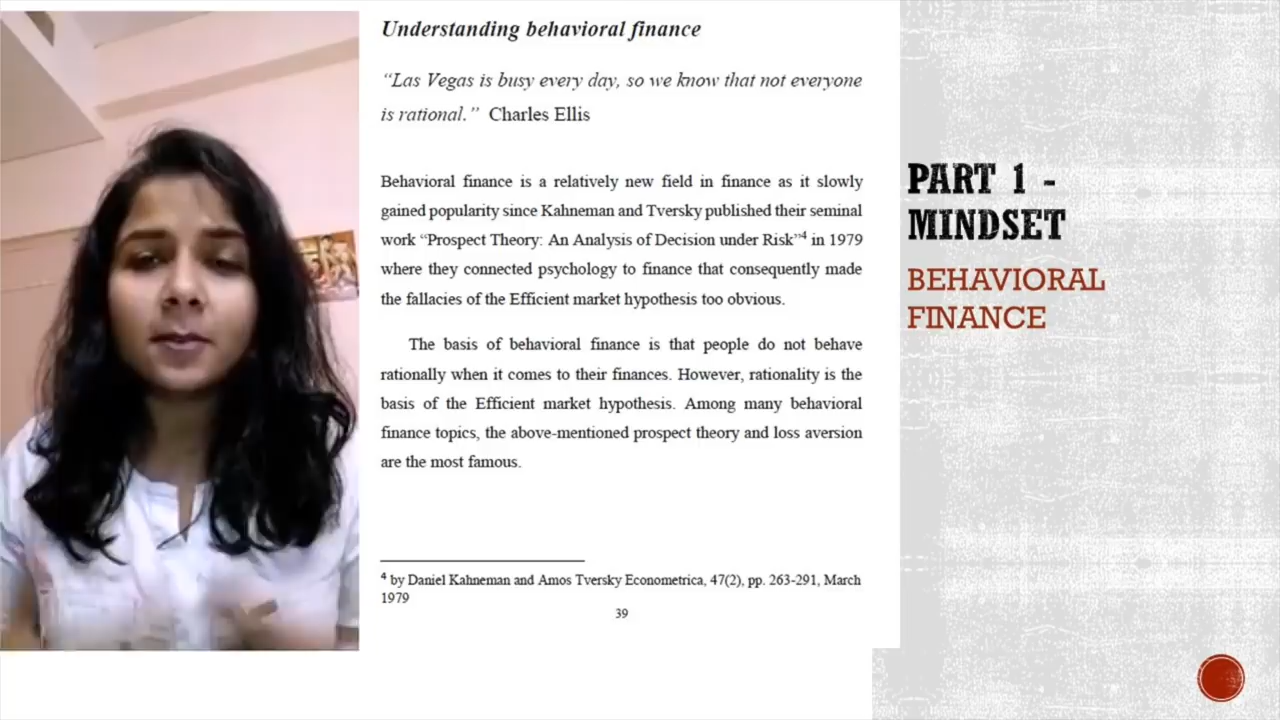 Understanding behavioral finance
“Las Vegas is busy every day, so we know that not everyone
is rational.” Charles Ellis
Behavioral finance is a relatively new field in finance as it slowly
gained popularity since Kahneman and Tversky published their seminal
work “Prospect Theory: An Analysis of Decision under Risk”4 in 1979
where they connected psychology to finance that consequently made
the fallacies of the Efficient market hypothesis too obvious.
The basis of behavioral finance is that people do not behave
rationally when it comes to their finances. However, rationality is the
basis of the Efficient market hypothesis. Among many behavioral
finance topics, the above-mentioned prospect theory and loss aversion
are the most famous.
4 by Daniel Kahneman and Amos Tversky Econometrica, 47(2), pp. 263-291, March
1979
39
PART 1 -
MINDSET
BEHAVIORAL
FINANCE